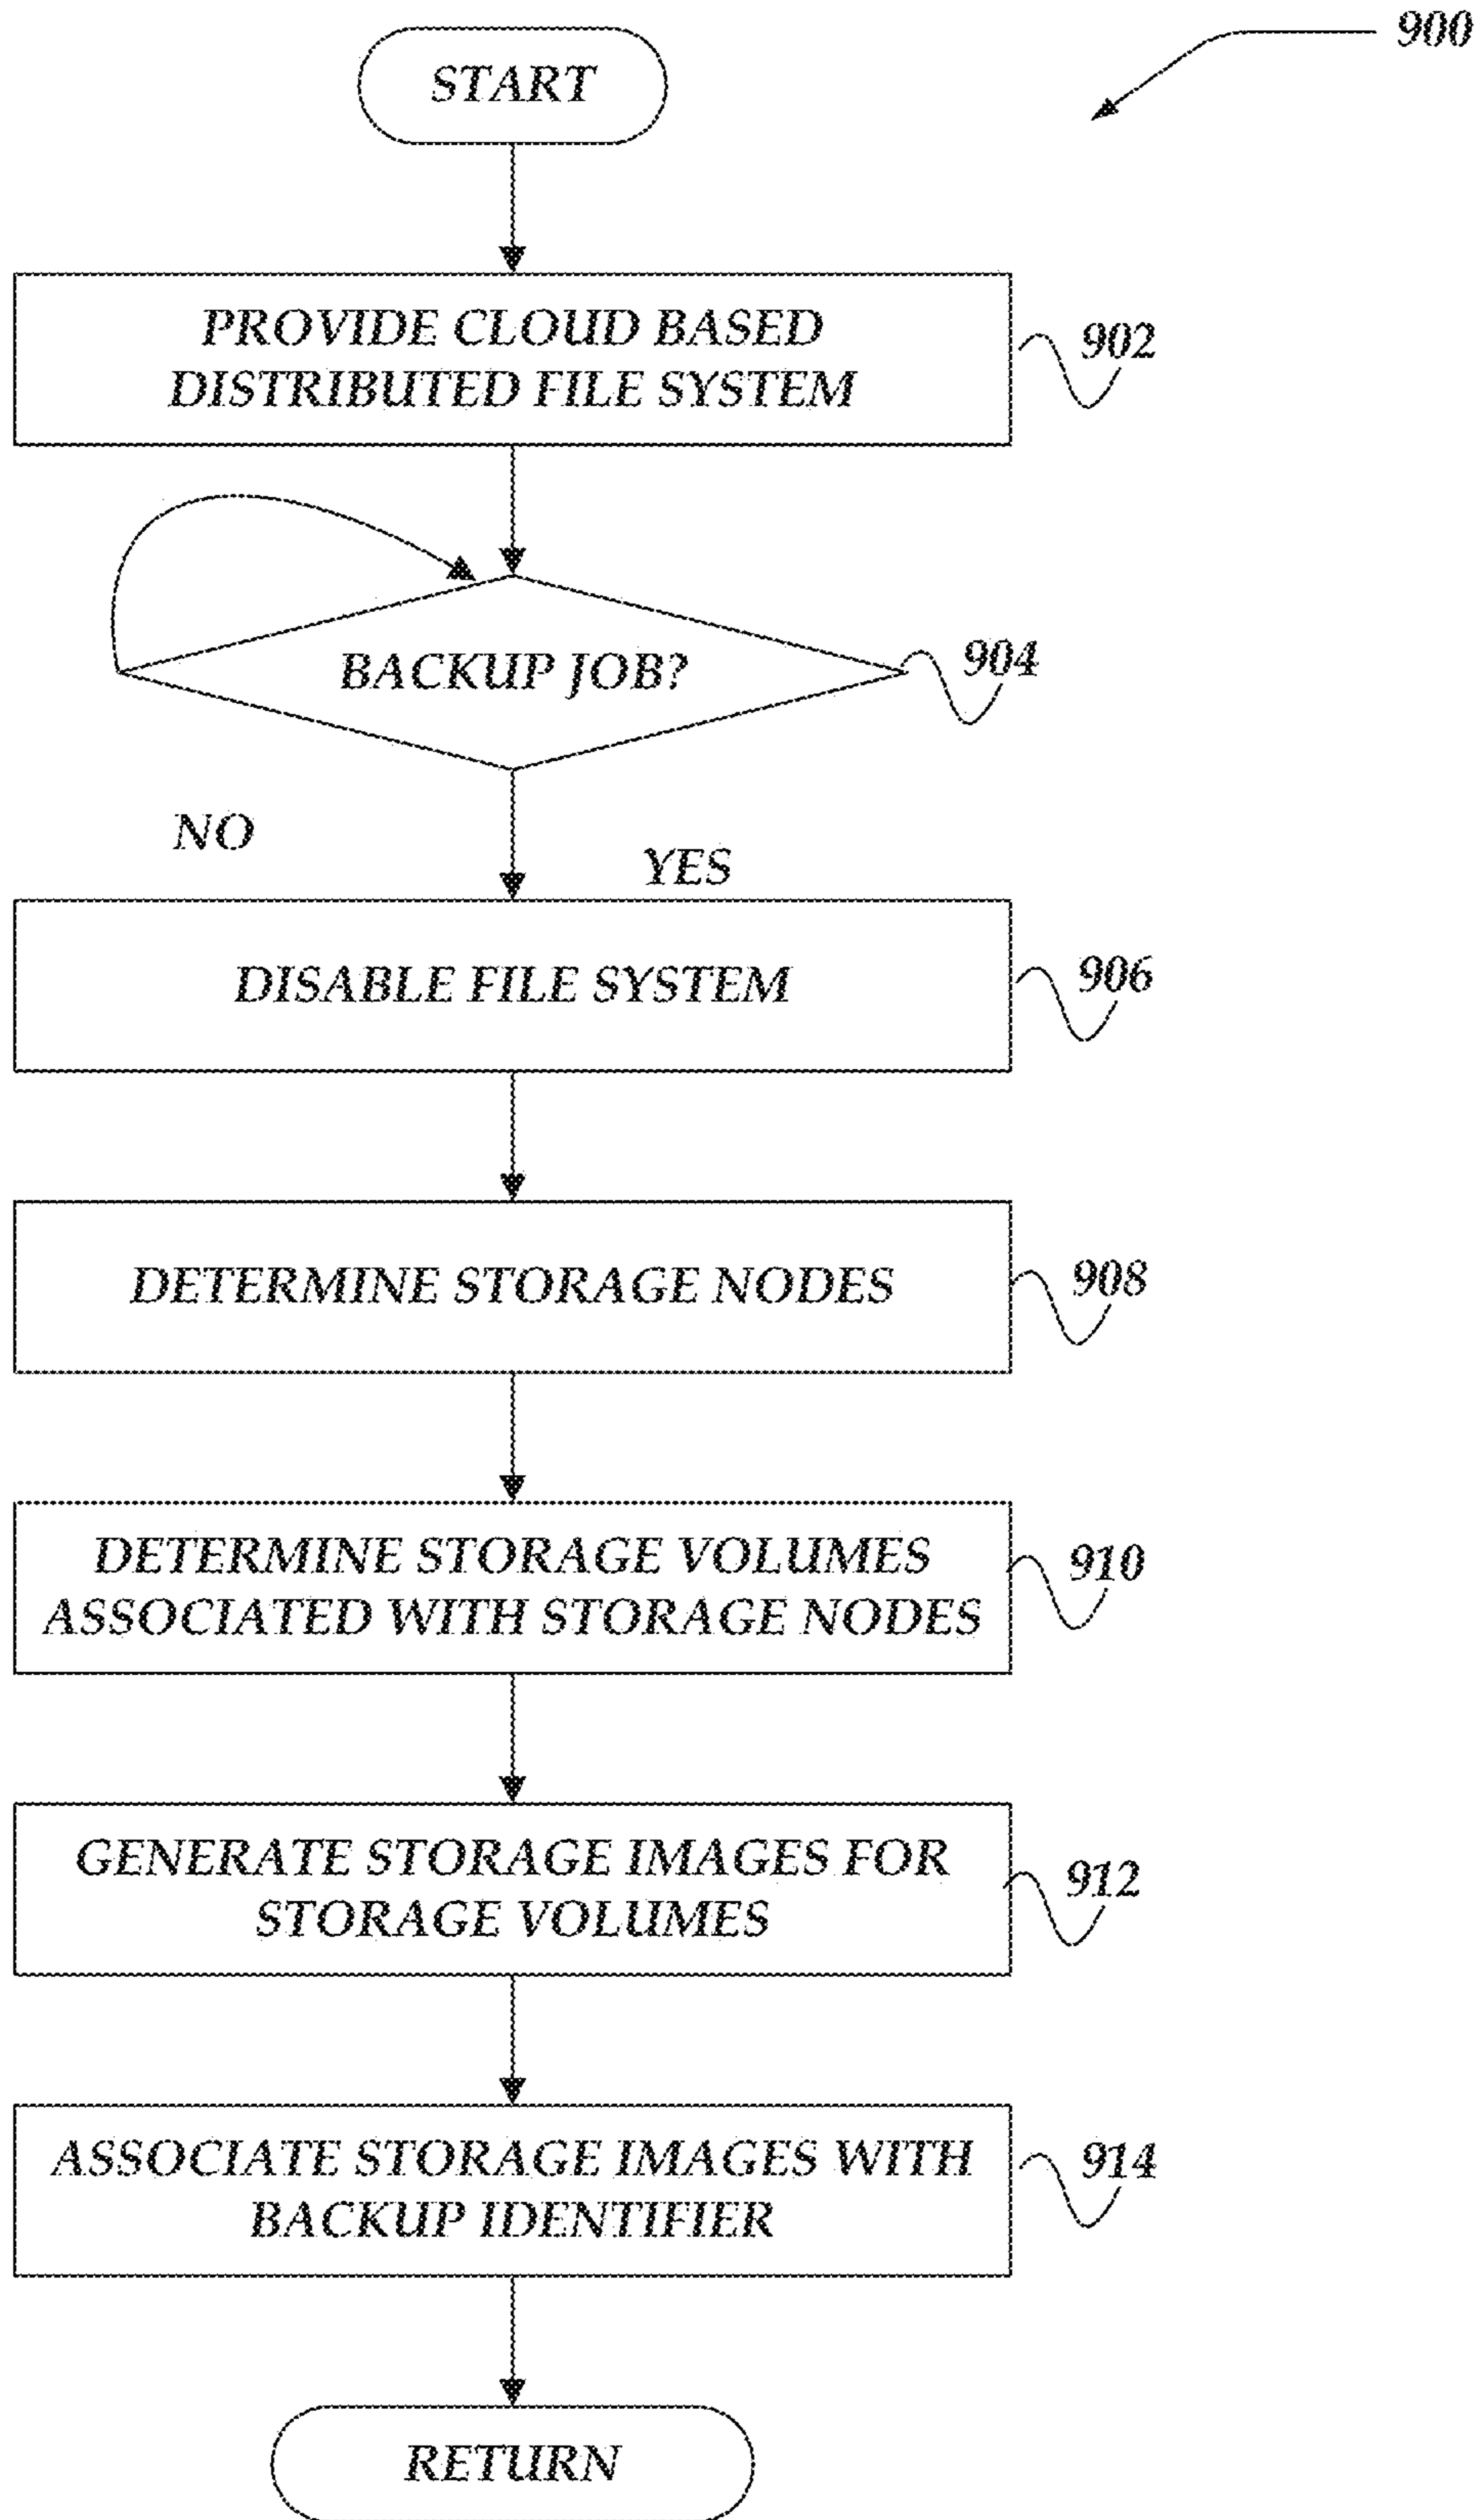 900
START
PROVIDE CLOUD BASED
DISTRIBUTED FILE SYSTEM
902
BACKUP JOB?
904
NO
YES
DISABLE FILE SYSTEM
906
DETERMINE STORAGE NODES
908
DETERMINE STORAGE VOLUMES
ASSOCIATED WITH STORAGE NODES
910
GENERATE STORAGE IMAGES FOR
STORAGE VOLUMES
912
ASSOCIATE STORAGE IMAGES WITH
BACKUP IDENTIFIER
914
RETURN